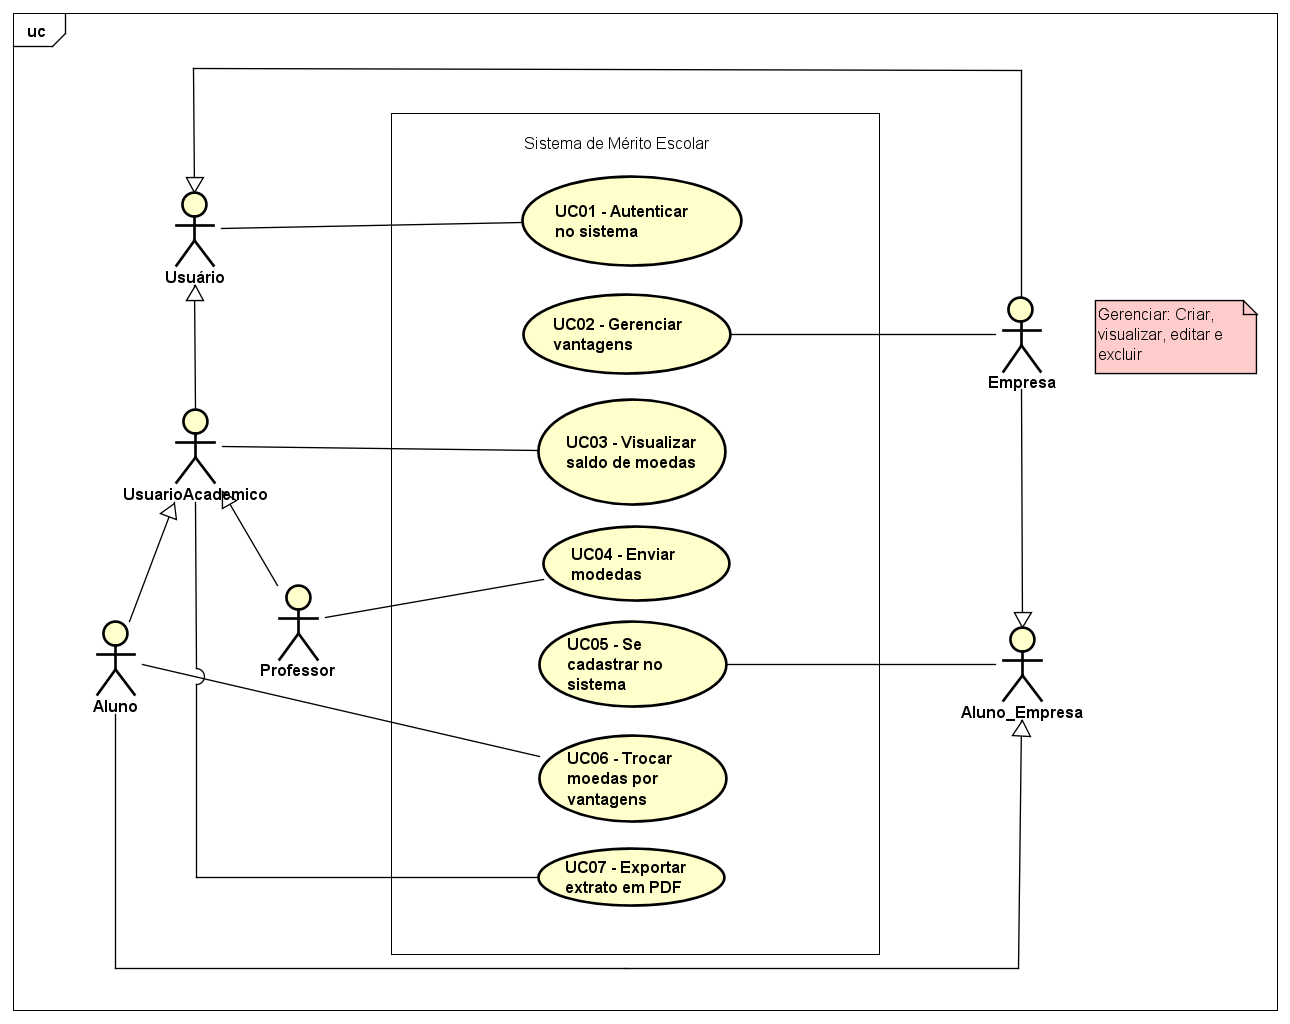 uc
Sistema de Mérito Escolar
UC01 - Autenticar
no sistema
Usuário
UC02 - Gerenciar
vantagens
Empresa
Gerenciar: Criar,
visualizar, editar e
excluir
UC03 - Visualizar
saldo de moedas
UsuarioAcademico
UC04 - Enviar
modedas
Professor
UC05 - Se
cadastrar no
sistema
Aluno
Aluno_Empresa
UC06 - Trocar
moedas por
vantagens
UC07 - Exportar
extrato em PDF